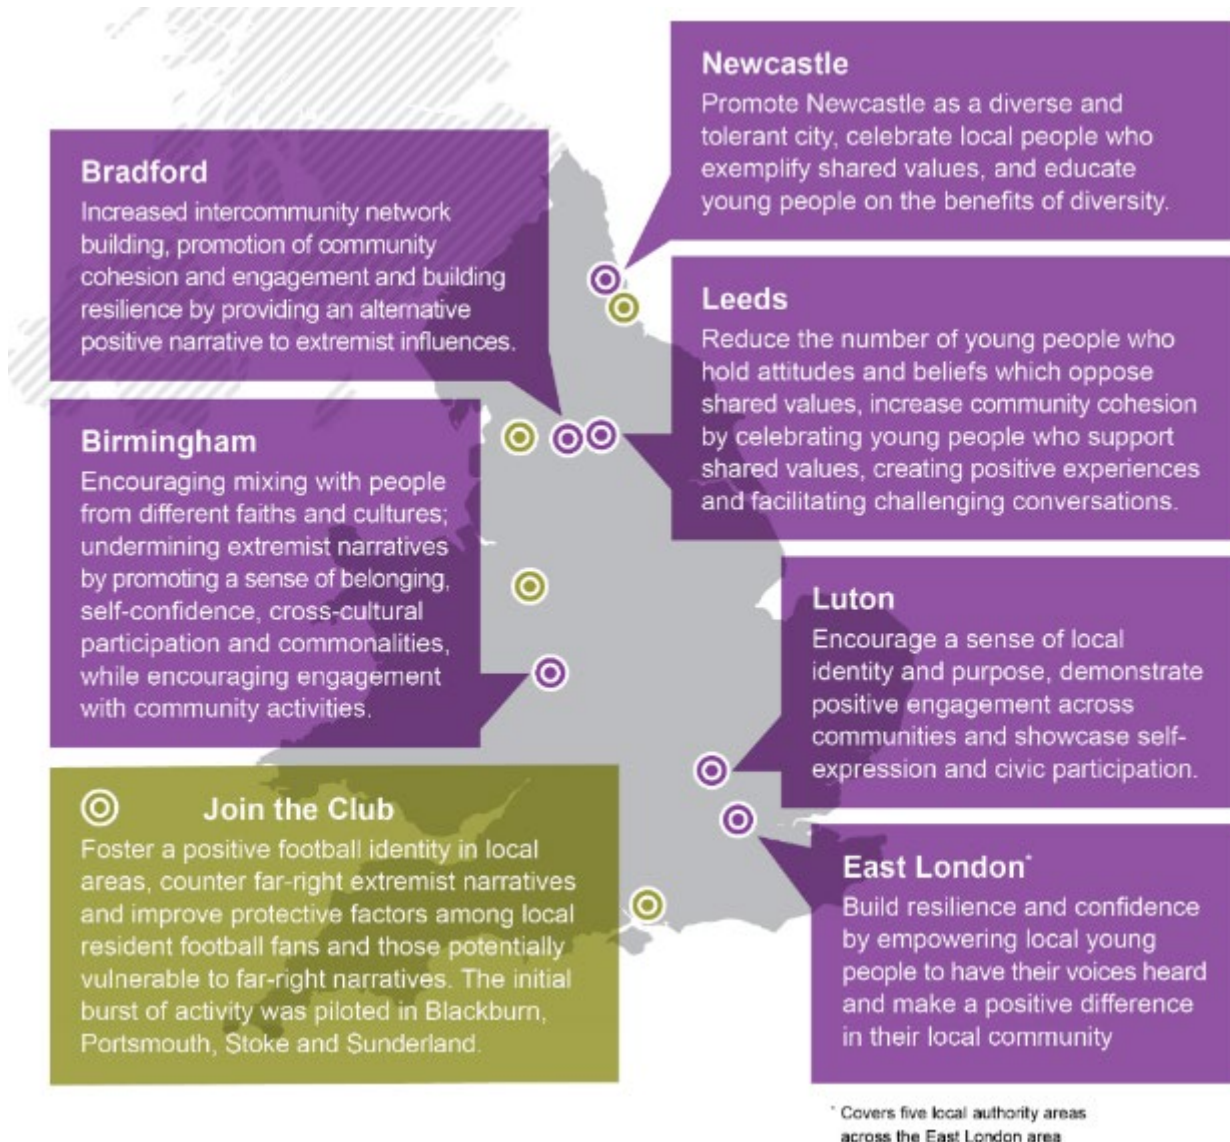 Newcastle
Promote Newcastle as a diverse and
tolerant city, celebrate local people who
exemplify shared values, and educate
young people on the benefits of diversity.
Bradford
Increased intercommunity network
building, promotion of community
cohesion and engagement and building
resilience by providing an alternative
positive narrative to extremist influences.
Leeds
Reduce the number of young people who
hold attitudes and beliefs which oppose
shared values, increase community cohesion
by celebrating young people who support
shared values, creating positive experiences
and facilitating challenging conversations.
Birmingham
Encouraging mixing with people
from different faiths and cultures;
undermining extremist narratives
by promoting a sense of belonging,
self-confidence, cross-cultural
participation and commonalities,
while encouraging engagement
with community activities.
Luton
Encourage a sense of local
identity and purpose, demonstrate
positive engagement across
communities and showcase self-
expression and civic participation.
Join the Club
Foster a positive football identity in local
areas, counter far-right extremist narratives
and improve protective factors among local
resident football fans and those potentially
vulnerable to far-right narratives. The initial
burst of activity was piloted in Blackburn,
Portsmouth, Stoke and Sunderland.
East London*
Build resilience and confidence
by empowering local young
people to have their voices heard
and make a positive difference
in their local community
* Covers five local authority areas
across the East London area